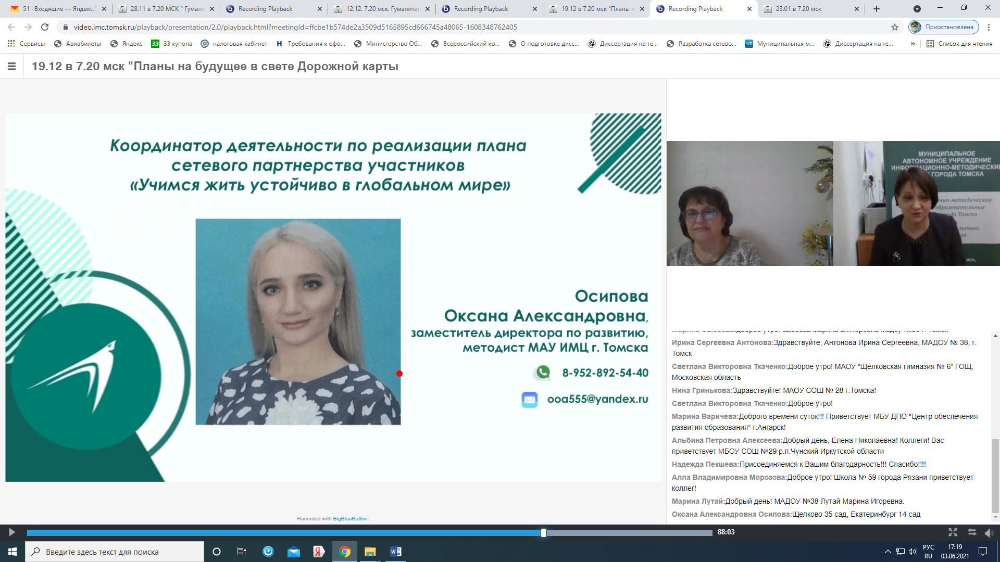 51 · Входящие — Яндекс.П
28.11 в 7.20 МСК " Гумани
Recording Playback
12.12. 7.20 мск. Гуманитар
Recording Playback
19.12 в 7.20 мск "Планы н
Recording Playback
23.01 в 7.20 мск
video.imc.tomsk.ru/playback/presentation/2.0/playback.html?meetingId=ffcbe1b574de2a3509d5165895cd666745a48065-1608348762405
Приостановлена
Сервисы
Авиабилеты
Яндекс
33 купона
налоговая кабинет
Требования к офо...
Министерство Об...
Всероссийский ко...
О подготовке дисс...
Диссертация на те...
Разработка сетево...
Муниципальная м...
Диссертация на те...
»
Список для чтения
19.12 в 7.20 мск "Планы на будущее в свете Дорожной карты
Координатор деятельности по реализации плана
сетевого партнерства участников
«Учимся жить устойчиво в глобальном мире»
Осипова
Оксана Александровна,
заместитель директора по развитию,
методист МАУ ИМЦ г. Томска
8-952-892-54-40
ooa555@yandex.ru
МУНИЦИПАЛЬНОЕ
АВТОНОМНОЕ УЧРЕЖДЕНИЕ
ИНФОРМАЦИОННО-МЕТОДИЧЕСКИЙ
ГОРОДА ТОМСКА
нно-методическая
образовательных
рода Томска
Ирина Сергеевна Антонова:Здравствуйте, Антонова Ирина Сергеевна, МАДОУ № 38, г.
Томск
Светлана Викторовна Ткаченко:Доброе утро! МАОУ "Щёлковская гимназия № 6" ГОЩ,
Московская область
Нина Гринькова:Здравствуйте! МАОУ СОШ № 28 г.Томска!
Светлана Викторовна Ткаченко:Доброе утро!
Марина Варичева:Доброго времени суток!!! Приветствует МБУ ДПО "Центр обеспечения
развития образования" г.Ангарск!
Альбина Петровна Алексеева:Добрый день, Елена Николаевна! Коллеги! Вас
приветствует МБОУ СОШ №29 р.п.Чунский Иркутской области
Надежда Пекшева:Присоединяемся к Вашим благодарность!!! Спасибо!!!!
Алла Владимировна Морозова:Доброе утро! Школа № 59 города Рязани приветствует
коллег!
Марина Лутай:Добрый день! МАДОУ №38 Лутай Марина Игоревна.
Оксана Александровна Осипова:Щелково 35 сад, Екатеринбург 14 сад
Recorded with BigBlueButton.
88:03
Введите здесь текст для поиска
РУС
RU
17:19
03.06.2021